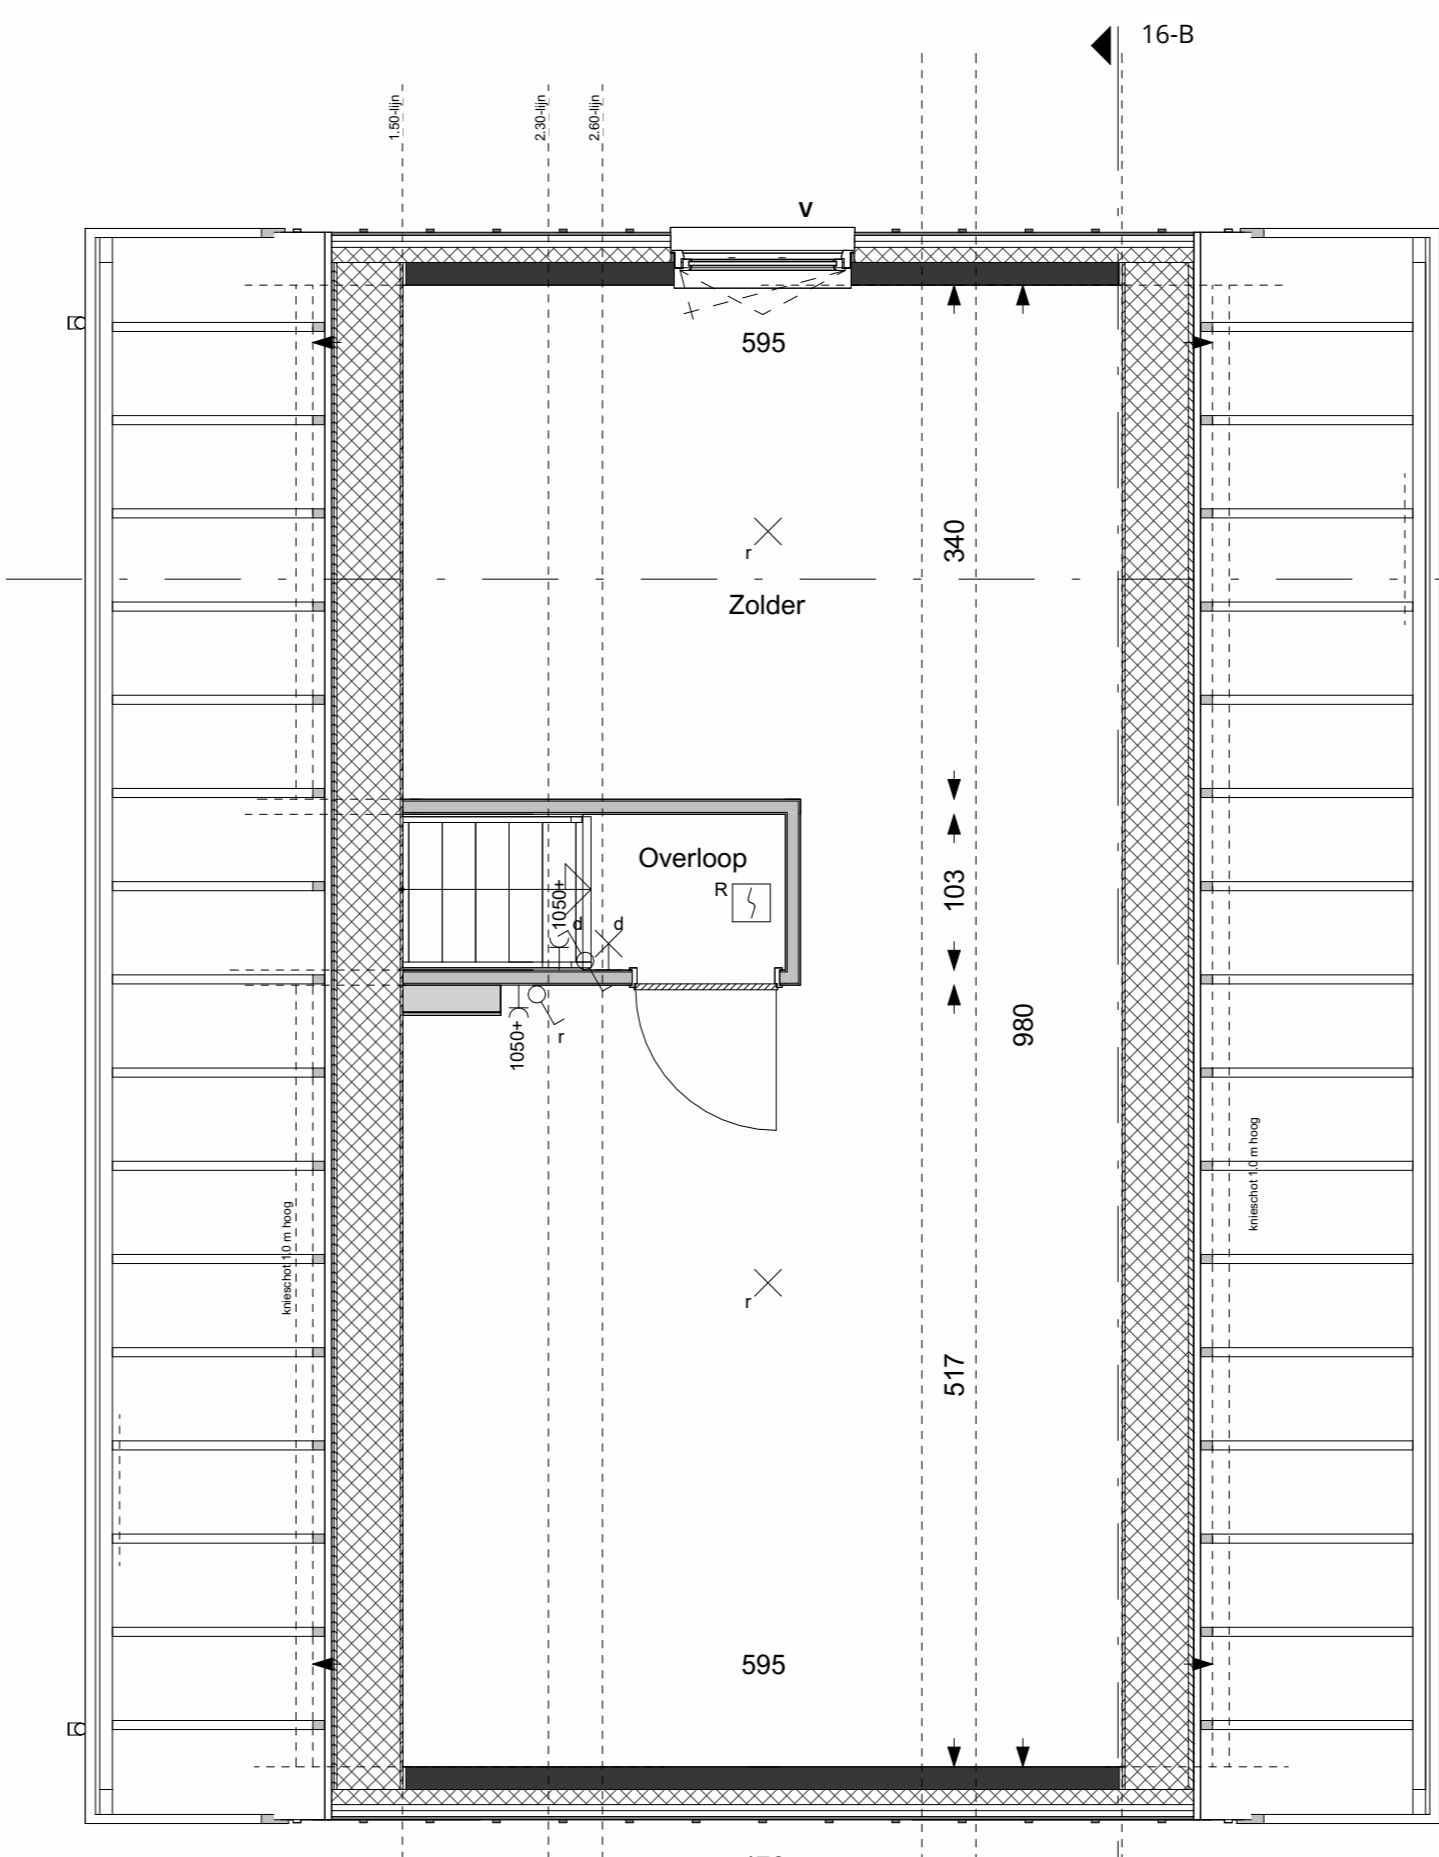 16-B
1.50-lijn
2.30-lijn
2.60-lijn
V
595
340
r
Zolder
Overloop
R
103
1050+
d
d
1050+
r
980
knieschot 1.0 m hoog
knieschot 1.0 m hoog
r
517
595